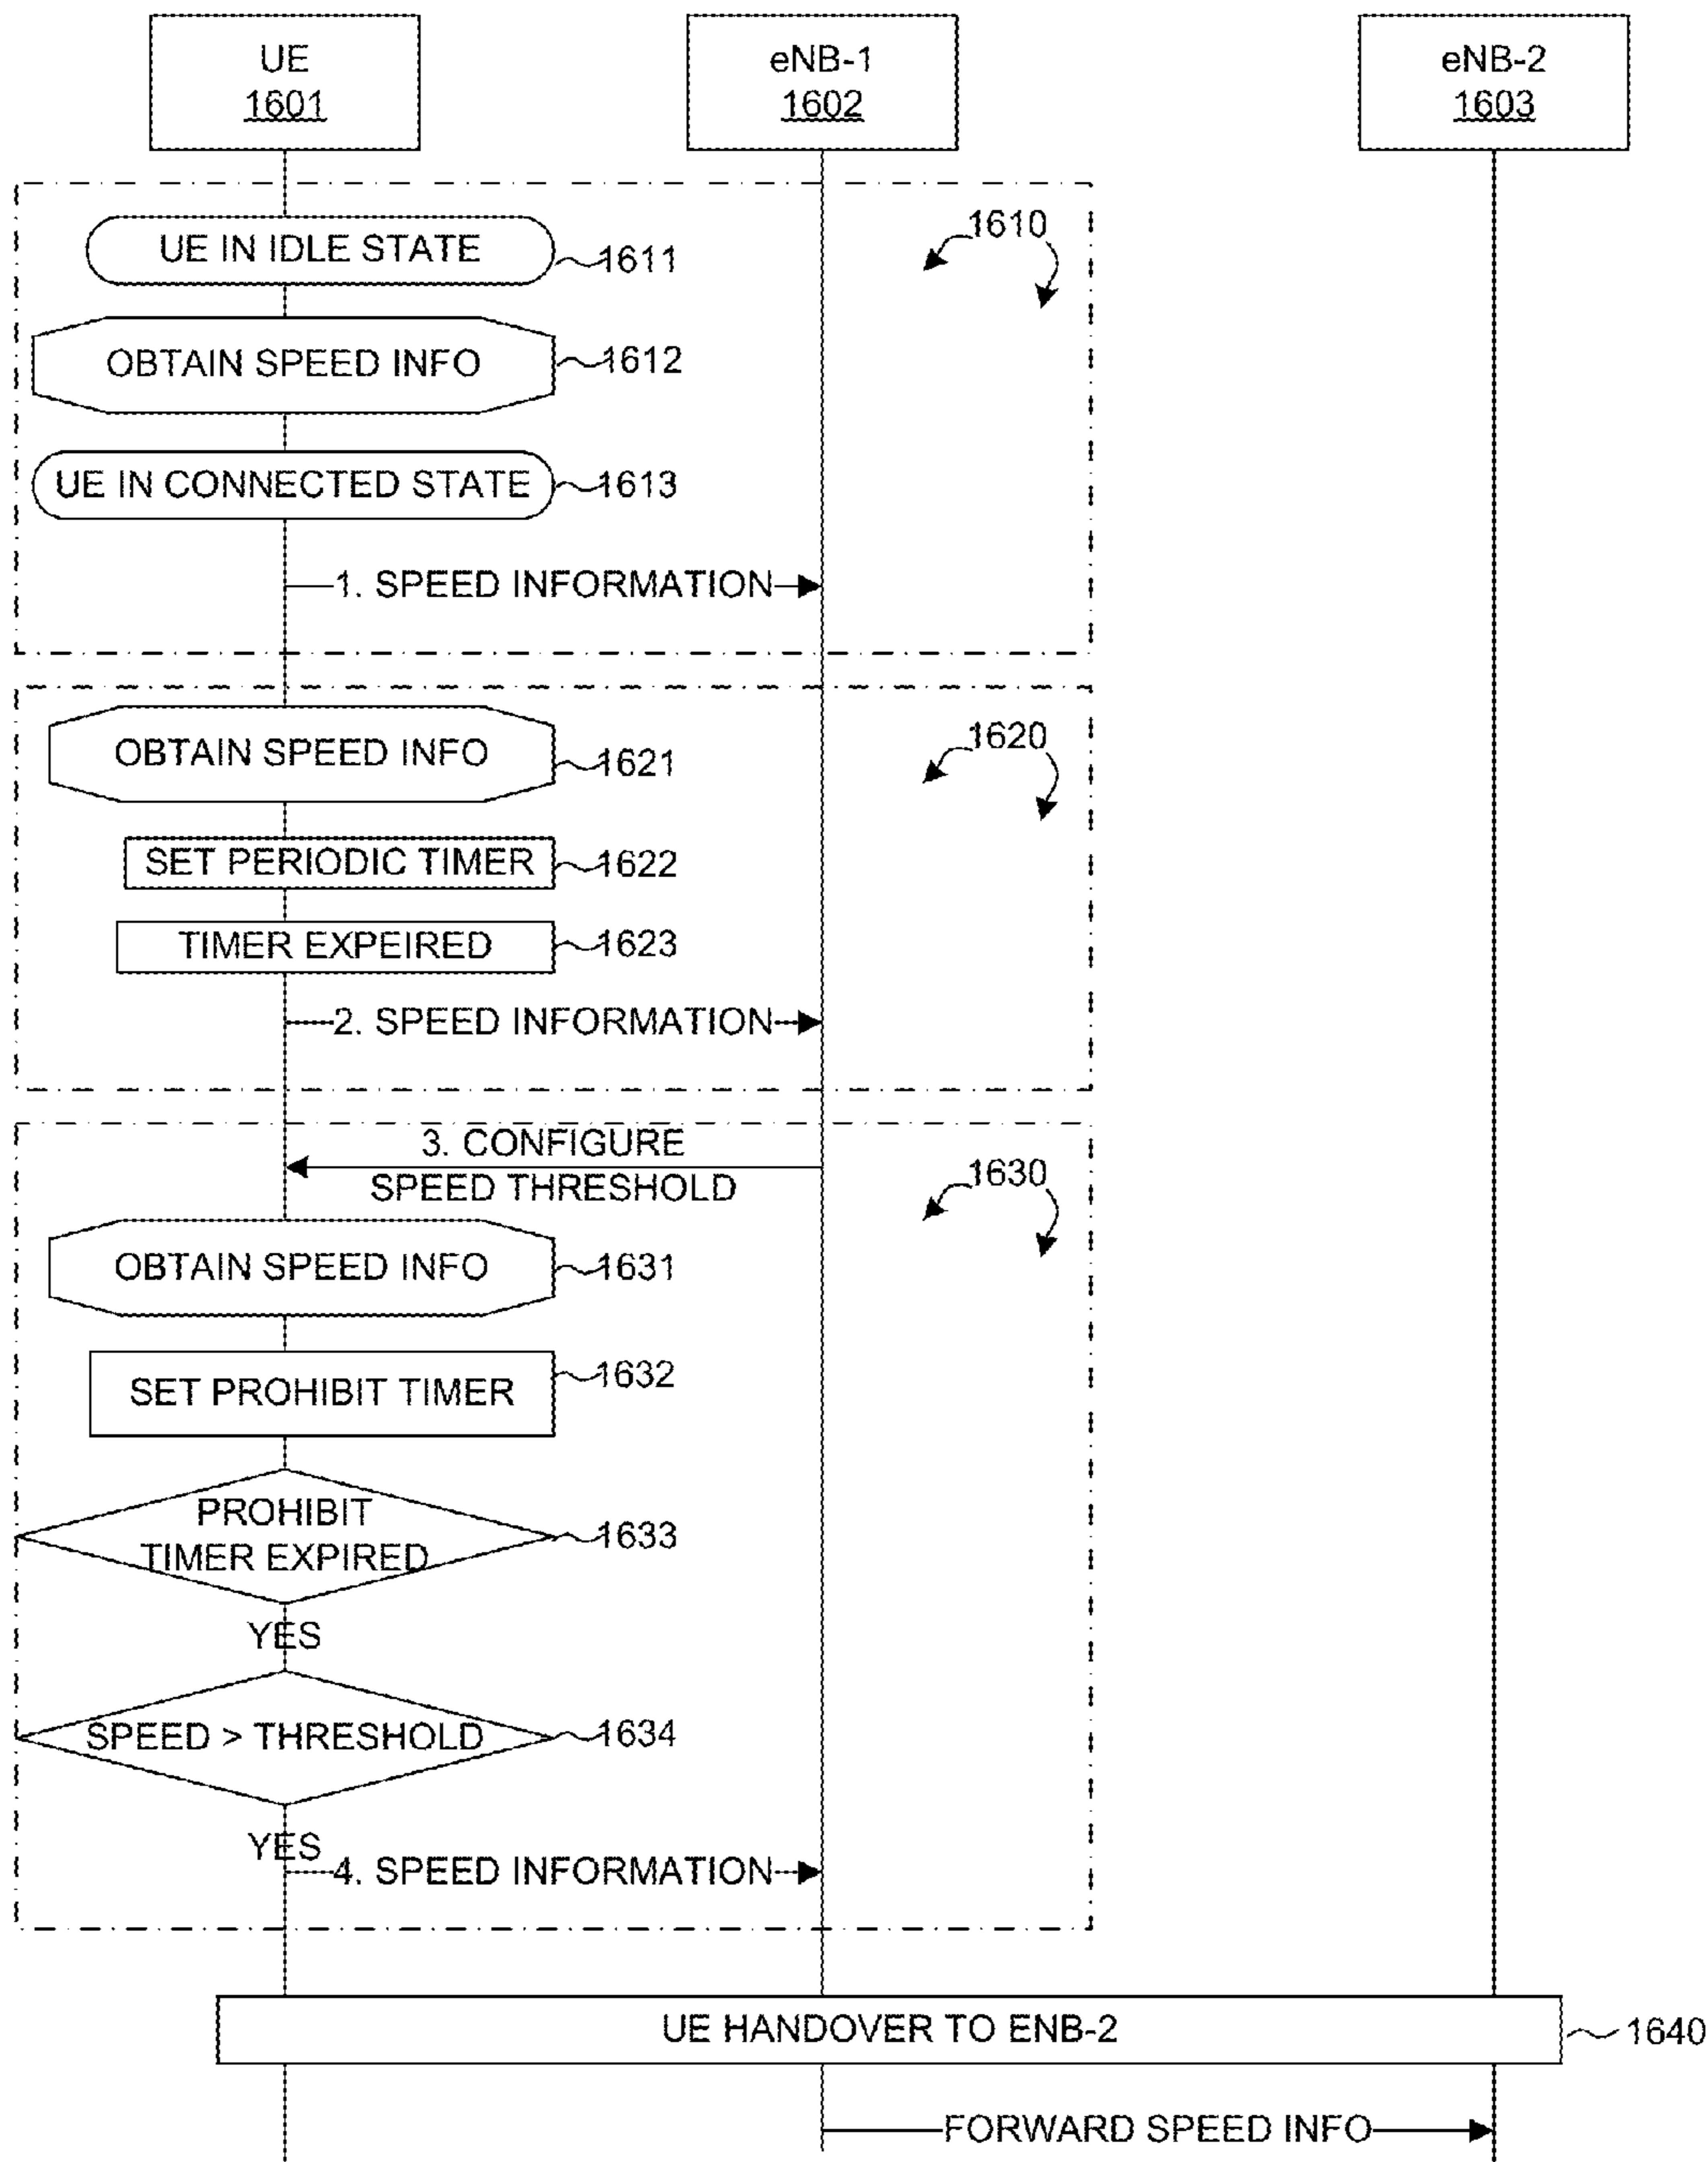 UE
1601
eNB-1
1602
eNB-2
1603
1610
UE IN IDLE STATE
1611
OBTAIN SPEED INFO
1612
UE IN CONNECTED STATE
1613
1. SPEED INFORMATION
1620
OBTAIN SPEED INFO
1621
SET PERIODIC TIMER
1622
TIMER EXPEIRED
1623
2. SPEED INFORMATION
3. CONFIGURE
SPEED THRESHOLD
1630
OBTAIN SPEED INFO
1631
SET PROHIBIT TIMER
1632
PROHIBIT
TIMER EXPIRED
1633
YES
SPEED > THRESHOLD
1634
YES
4. SPEED INFORMATION
UE HANDOVER TO ENB-2
1640
FORWARD SPEED INFO